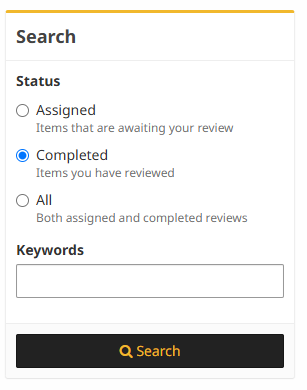 Search
Status
Assigned
Items that are awaiting your review
Completed
Items you have reviewed
All
Both assigned and completed reviews
Keywords
Search